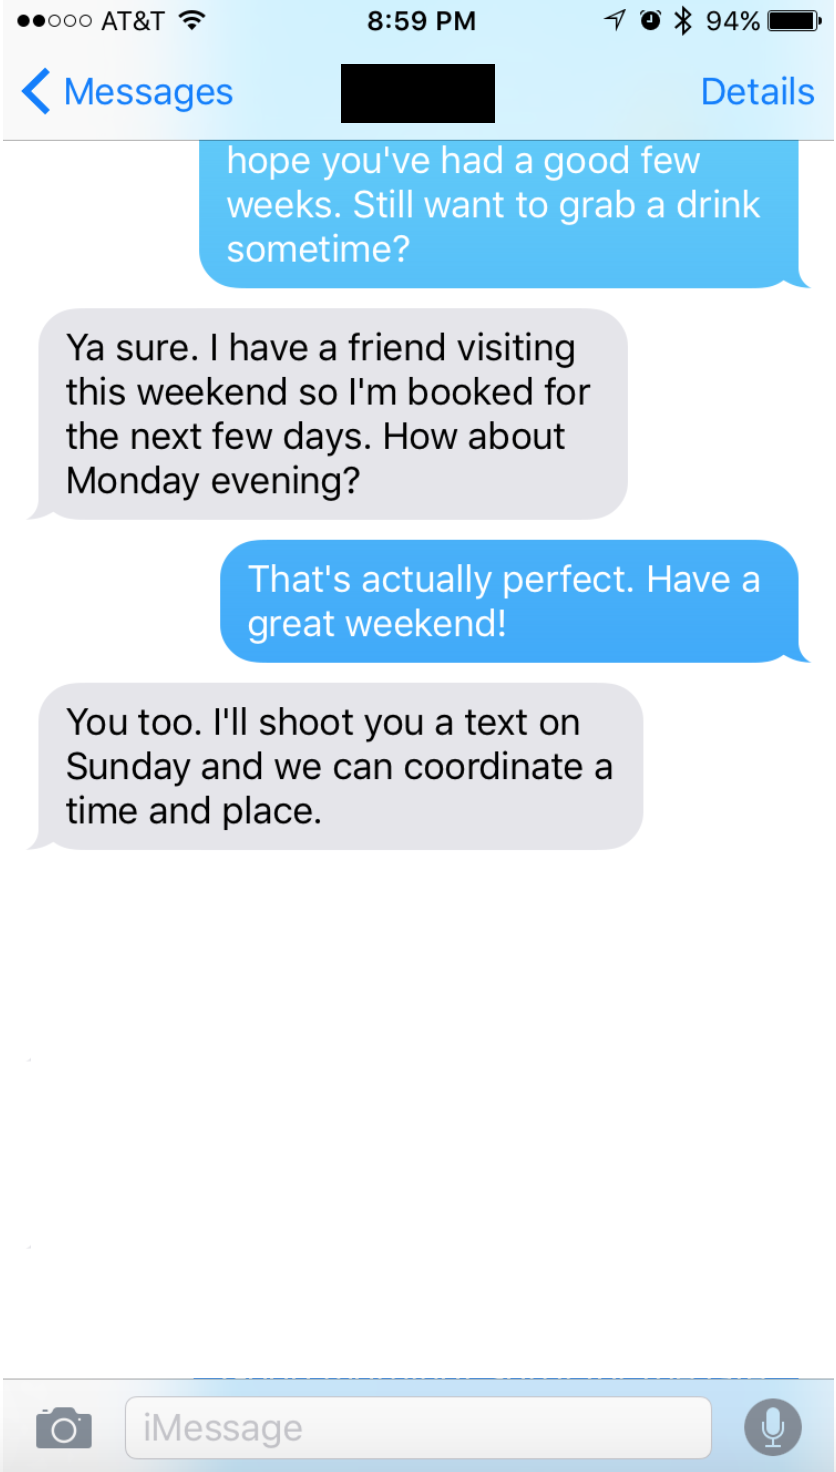 AT&T 8:59 PM 94%
Messages Details
hope you've had a good few
weeks. Still want to grab a drink
sometime?
Ya sure. I have a friend visiting
this weekend so I'm booked for
the next few days. How about
Monday evening?
That's actually perfect. Have a
great weekend!
You too. I'll shoot you a text on
Sunday and we can coordinate a
time and place.
iMessage